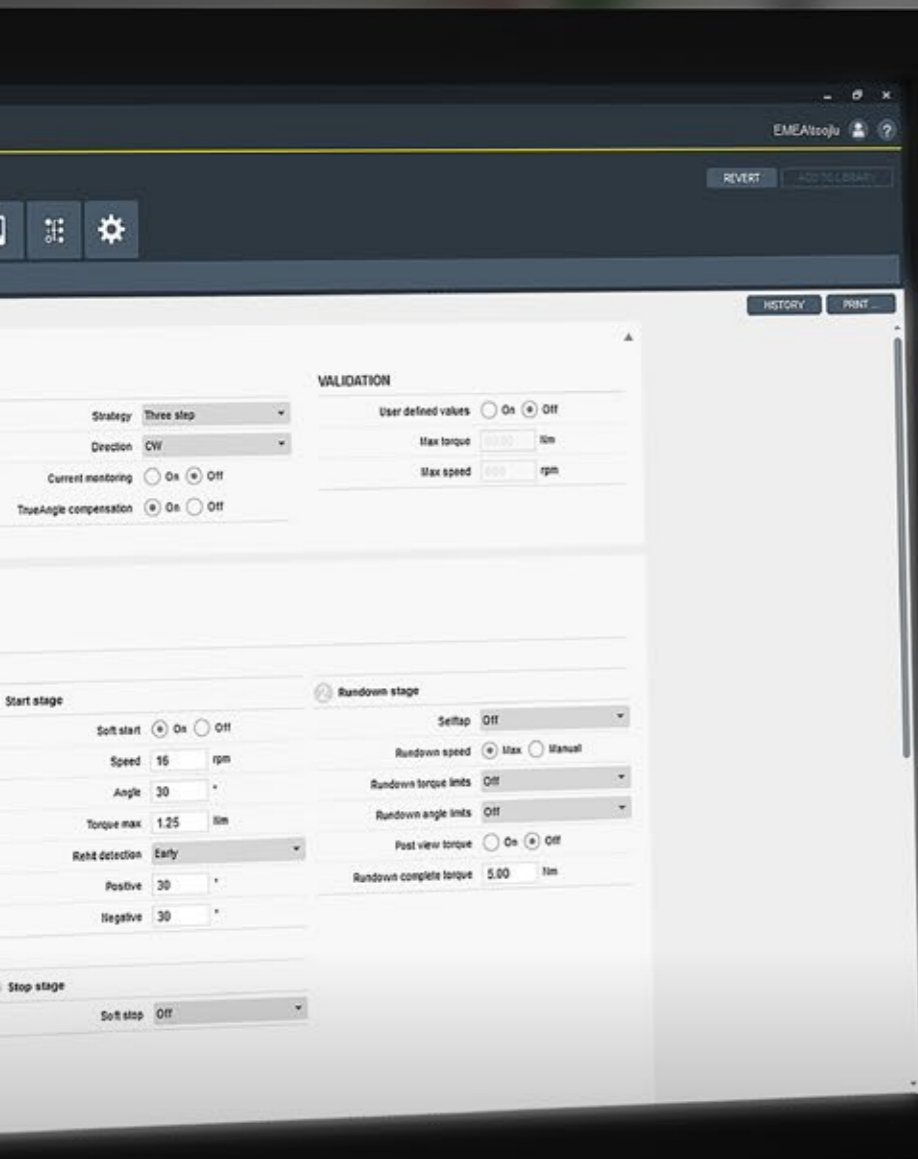 EMEA\toojlu
?
REVERT ADD TO LIBRARY
HISTORY PRINT ...
VALIDATION
Strategy Three step
User defined values On Off
Direction CW
Max torque Nm
Current monitoring On Off
Max speed rpm
TrueAngle compensation On Off
Start stage
Soft start On Off
Speed 16 rpm
Angle 30 °
Torque max 1.25 Nm
Rehit detection Early
Positive 30 °
Negative 30 °
Rundown stage
Selftap Off
Rundown speed Max Manual
Rundown torque limits Off
Rundown angle limits Off
Post view torque On Off
Rundown complete torque 5.00 Nm
Stop stage
Soft stop Off